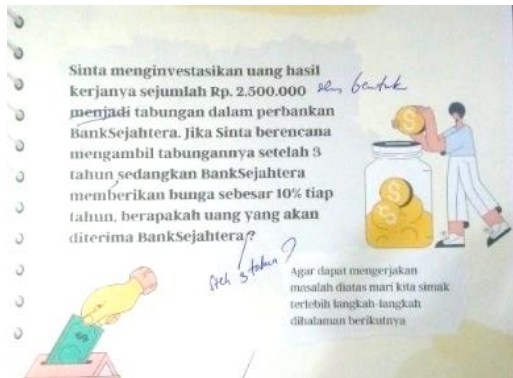 Sinta menginvestasikan uang hasil
kerjanya sejumlah Rp. 2.500.000 dlm bentuk
menjadi tabungan dalam perbankan
BankSejahtera. Jika Sinta berencana
mengambil tabungannya setelah 3
tahun sedangkan BankSejahtera
memberikan bunga sebesar 10% tiap
tahun, berapakah uang yang akan
diterima BankSejahtera?
stlh 3 tahun ?
Agar dapat mengerjakan
masalah diatas mari kita simak
terlebih langkah-langkah
dihalaman berikutnya